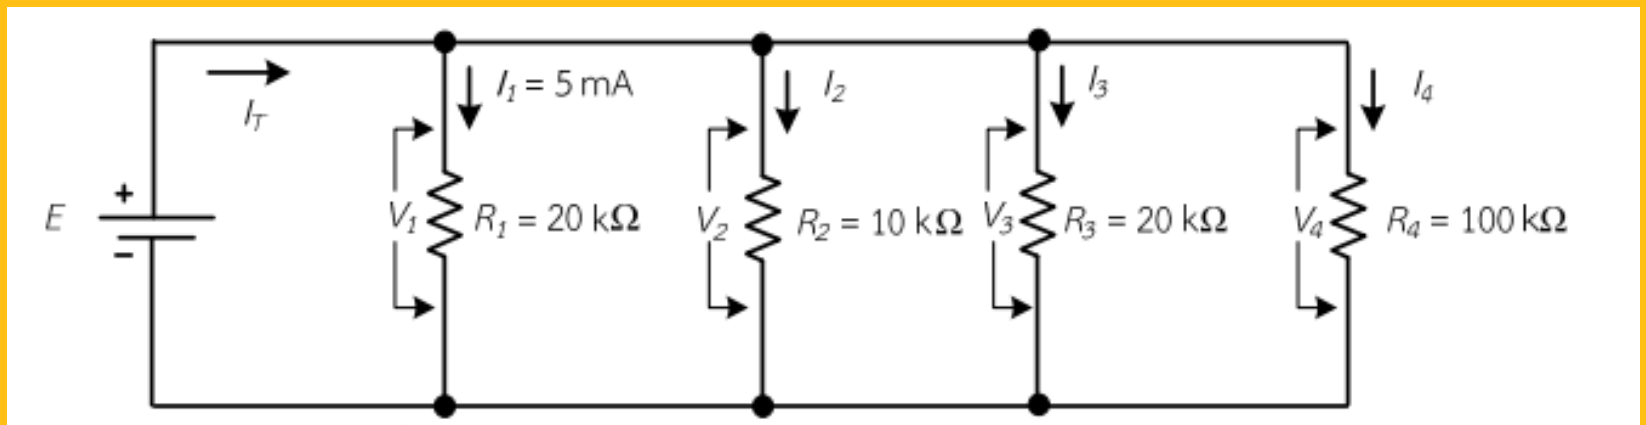 I₁ = 5 mA
I₂
I₃
I₄
I_T
+
E
V₁
R₁ = 20 kΩ
V₂
R₂ = 10 kΩ
V₃
R₃ = 20 kΩ
V₄
R₄ = 100 kΩ
−